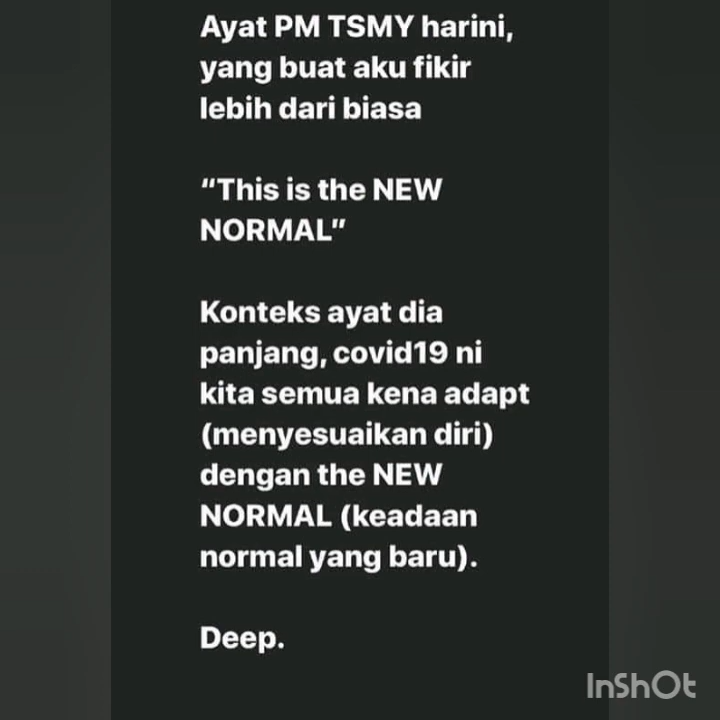 Ayat PM TSMY harini,
yang buat aku fikir
lebih dari biasa
“This is the NEW
NORMAL”
Konteks ayat dia
panjang, covid19 ni
kita semua kena adapt
(menyesuaikan diri)
dengan the NEW
NORMAL (keadaan
normal yang baru).
Deep.
InShOt